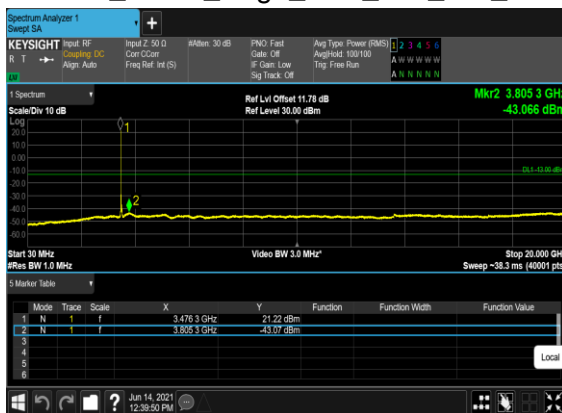 Spectrum Analyzer 1
Swept SA
+
KEYSIGHT
R T
LXI
Input: RF
Coupling: DC
Align: Auto
Input Z: 50 Ω
Corr CCorr
Freq Ref: Int (S)
#Atten: 30 dB
PNO: Fast
Gate: Off
IF Gain: Low
Sig Track: Off
Avg Type: Power (RMS)
Avg|Hold: 100/100
Trig: Free Run
1 2 3 4 5 6
A W W W W W
A N N N N N
1 Spectrum
Scale/Div 10 dB
Ref Lvl Offset 11.78 dB
Ref Level 30.00 dBm
Mkr2 3.805 3 GHz
-43.066 dBm
Log
20.0
10.0
0.00
-10.0
-20.0
-30.0
-40.0
-50.0
-60.0
1
2
DL1 -13.00 dBm
Start 30 MHz
#Res BW 1.0 MHz
Video BW 3.0 MHz*
Stop 20.000 GHz
Sweep ~38.3 ms (40001 pts)
5 Marker Table
Mode Trace Scale X Y Function Function Width Function Value
1 N 1 f 3.476 3 GHz 21.22 dBm
2 N 1 f 3.805 3 GHz -43.07 dBm
3
4
5
6
Local
?
Jun 14, 2021
12:39:50 PM